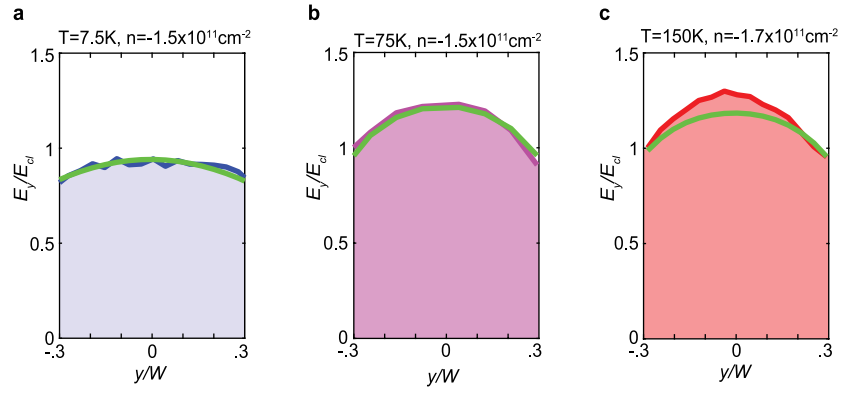 a
T=7.5K, n=-1.5x10¹¹cm⁻²
1.5
1
0.5
0
E_y/E_cl
-.3
0
.3
y/W
b
T=75K, n=-1.5x10¹¹cm⁻²
1.5
1
0.5
0
E_y/E_cl
-.3
0
.3
y/W
c
T=150K, n=-1.7x10¹¹cm⁻²
1.5
1
0.5
0
E_y/E_cl
-.3
0
.3
y/W